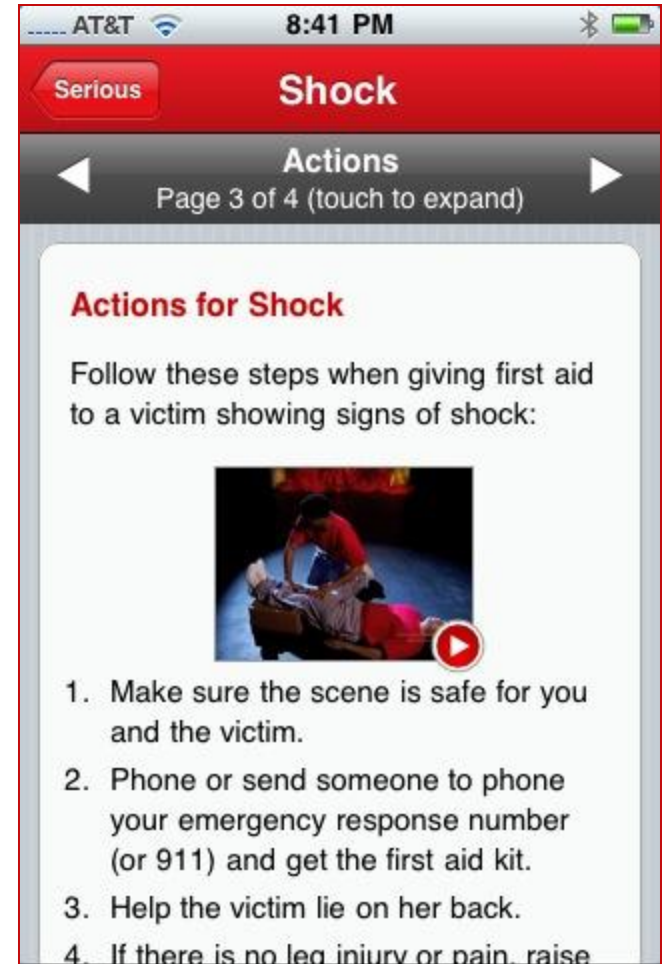 AT&T 8:41 PM
Serious Shock
Actions
Page 3 of 4 (touch to expand)
Actions for Shock
Follow these steps when giving first aid
to a victim showing signs of shock:
1. Make sure the scene is safe for you
and the victim.
2. Phone or send someone to phone
your emergency response number
(or 911) and get the first aid kit.
3. Help the victim lie on her back.
4. If there is no leg injury or pain, raise